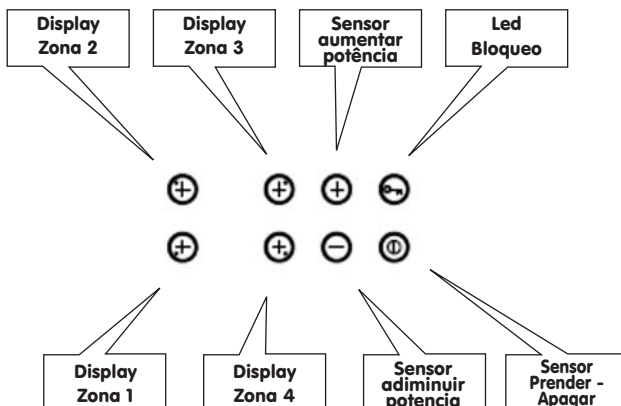 Display
Zona 2
Display
Zona 3
Sensor
aumentar
potência
Led
Bloqueo
Display
Zona 1
Display
Zona 4
Sensor
adiminuir
potencia
Sensor
Prender -
Apagar